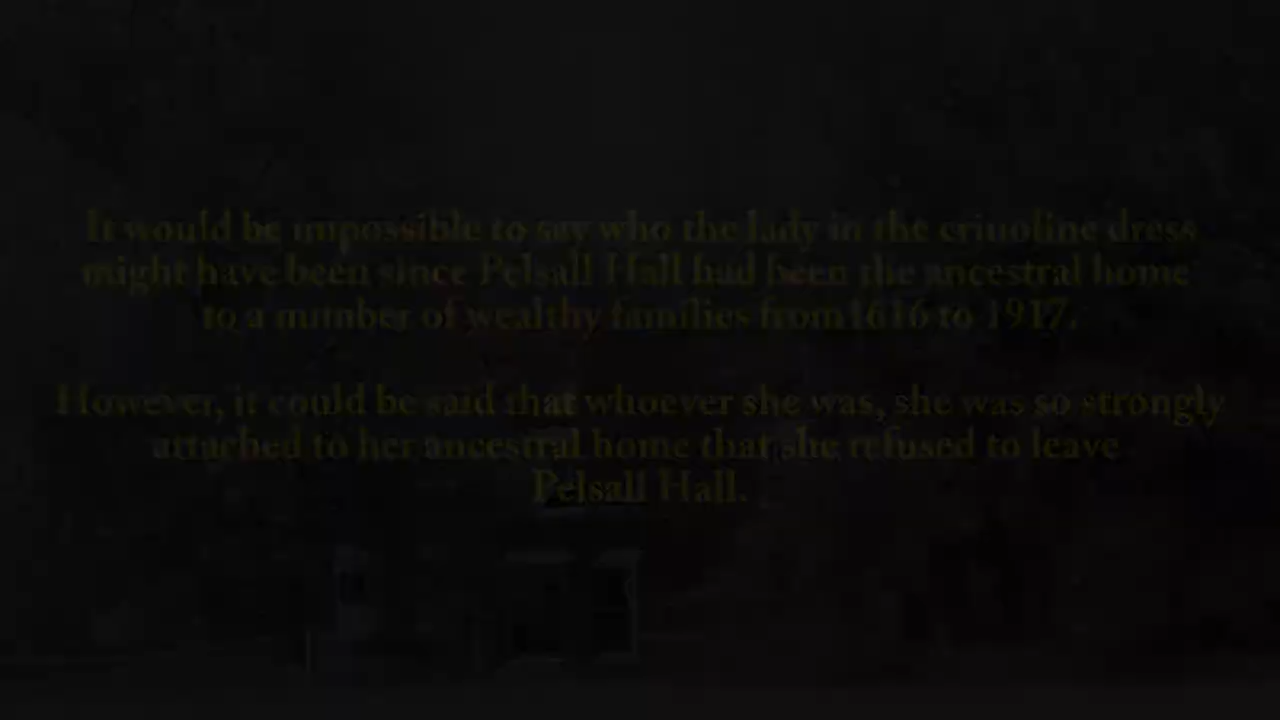 It would be impossible to say who the lady in the crinoline dress
might have been since Pelsall Hall had been the ancestral home
to a number of wealthy families from1616 to 1917.
However, it could be said that whoever she was, she was so strongly
attached to her ancestral home that she refused to leave
Pelsall Hall.